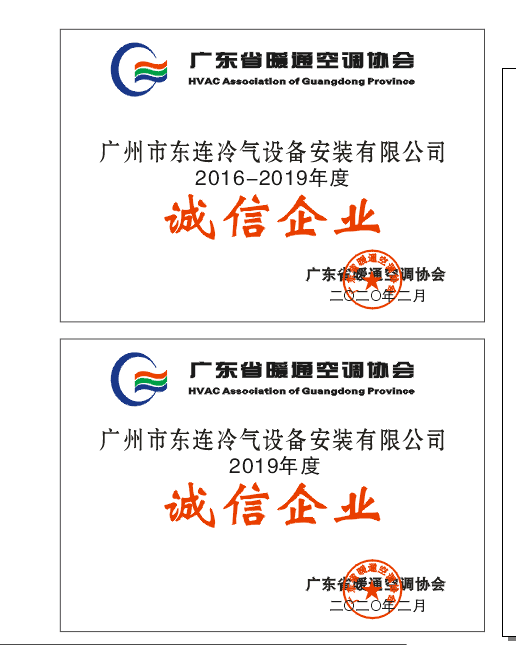 广东省暖通空调协会
HVAC Association of Guangdong Province
广州市东连冷气设备安装有限公司
2016-2019年度
诚信企业
广东省暖通空调协会
二〇二〇年二月
广东省暖通空调协会
HVAC Association of Guangdong Province
广州市东连冷气设备安装有限公司
2019年度
诚信企业
广东省暖通空调协会
二〇二〇年二月